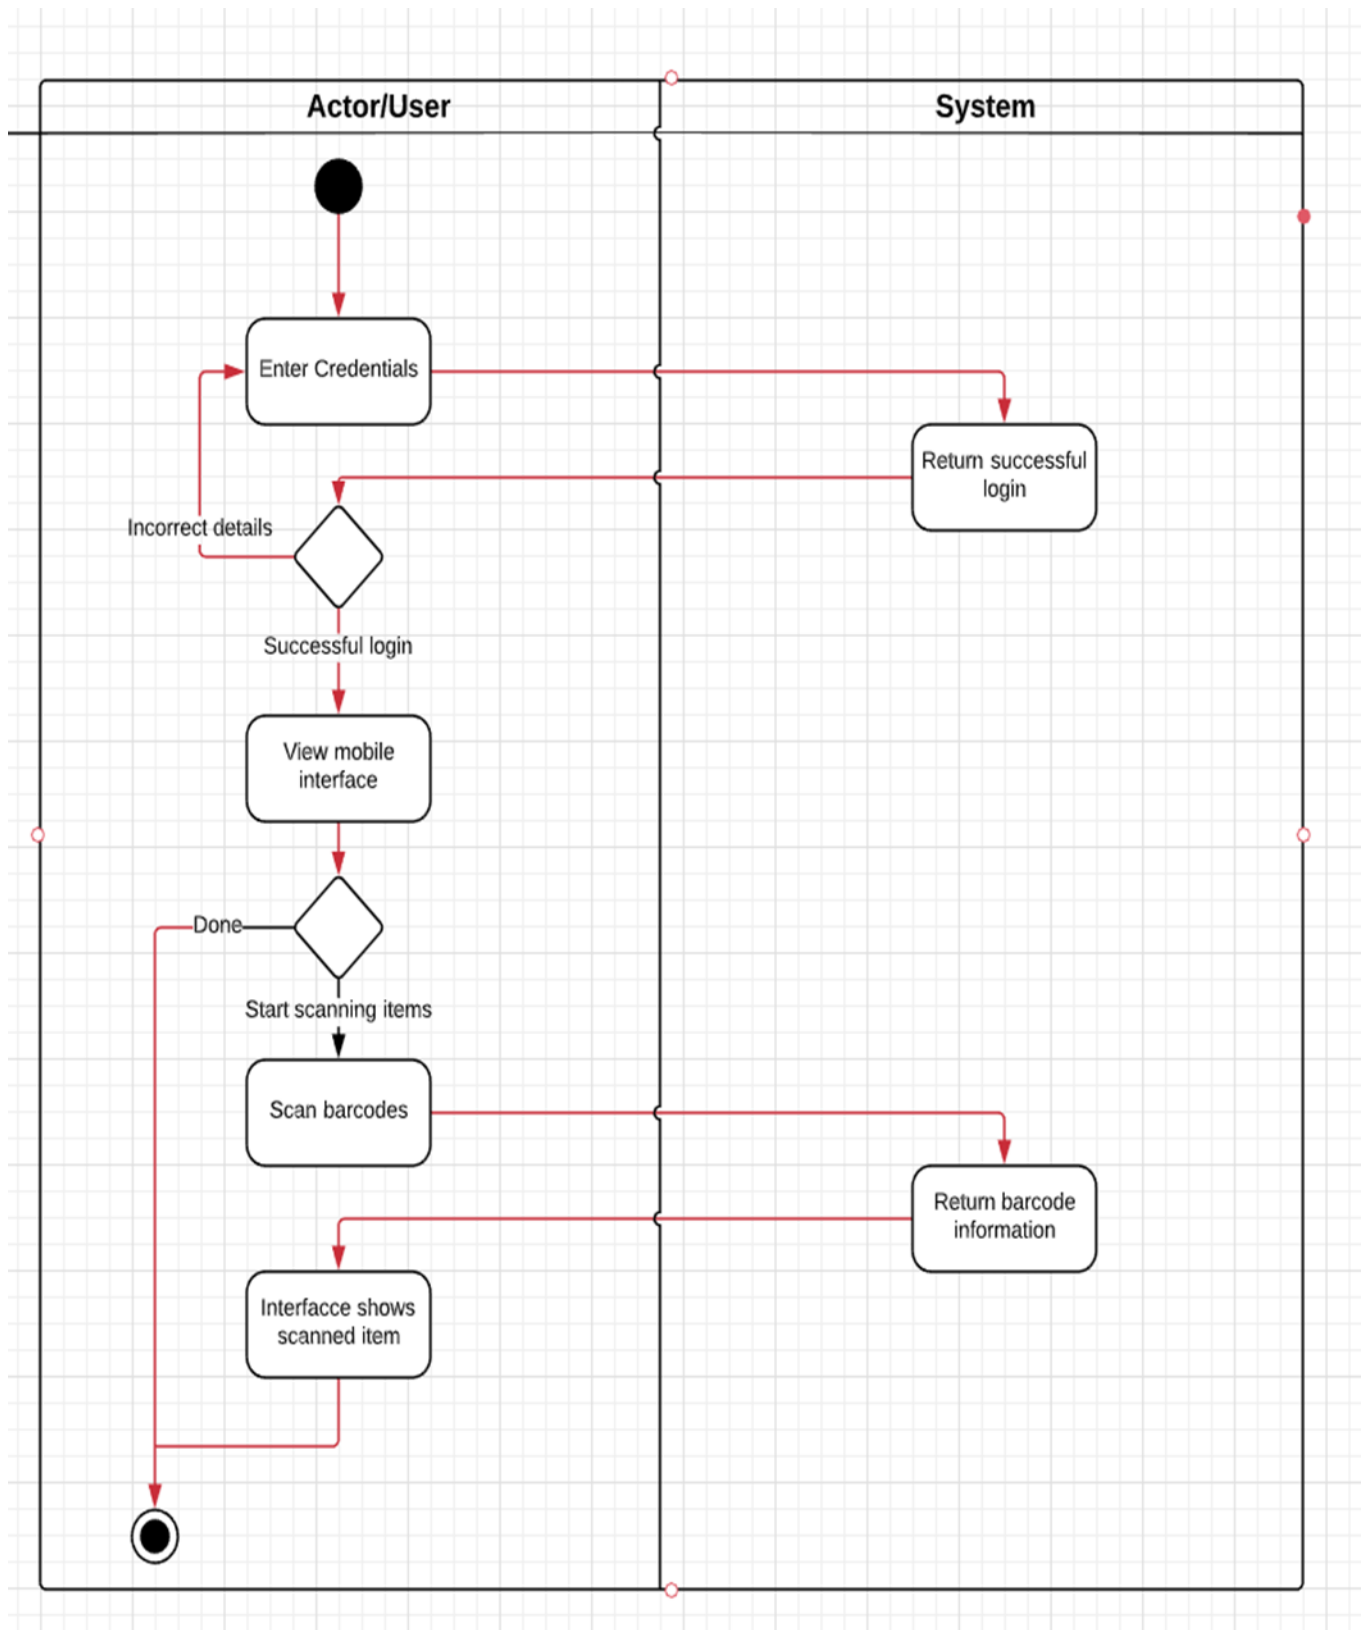 Actor/User
System
Enter Credentials
Return successful
login
Incorrect details
Successful login
View mobile
interface
Done
Start scanning items
Scan barcodes
Return barcode
information
Interfacce shows
scanned item